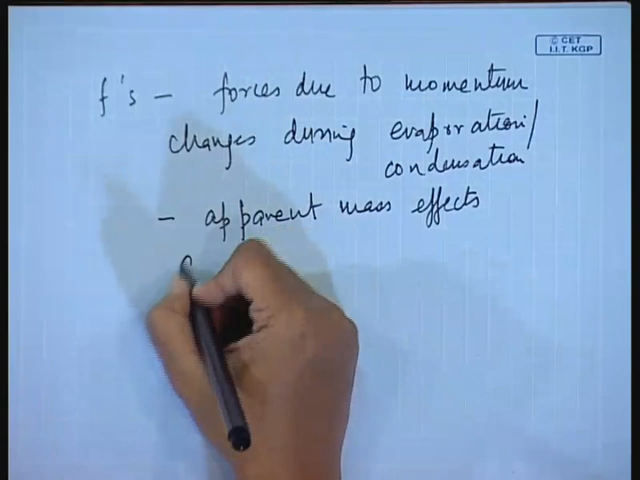 © CET
I.I.T. KGP
f's - forces due to momentum
changes during evaporation/
condensation
- apparent mass effects